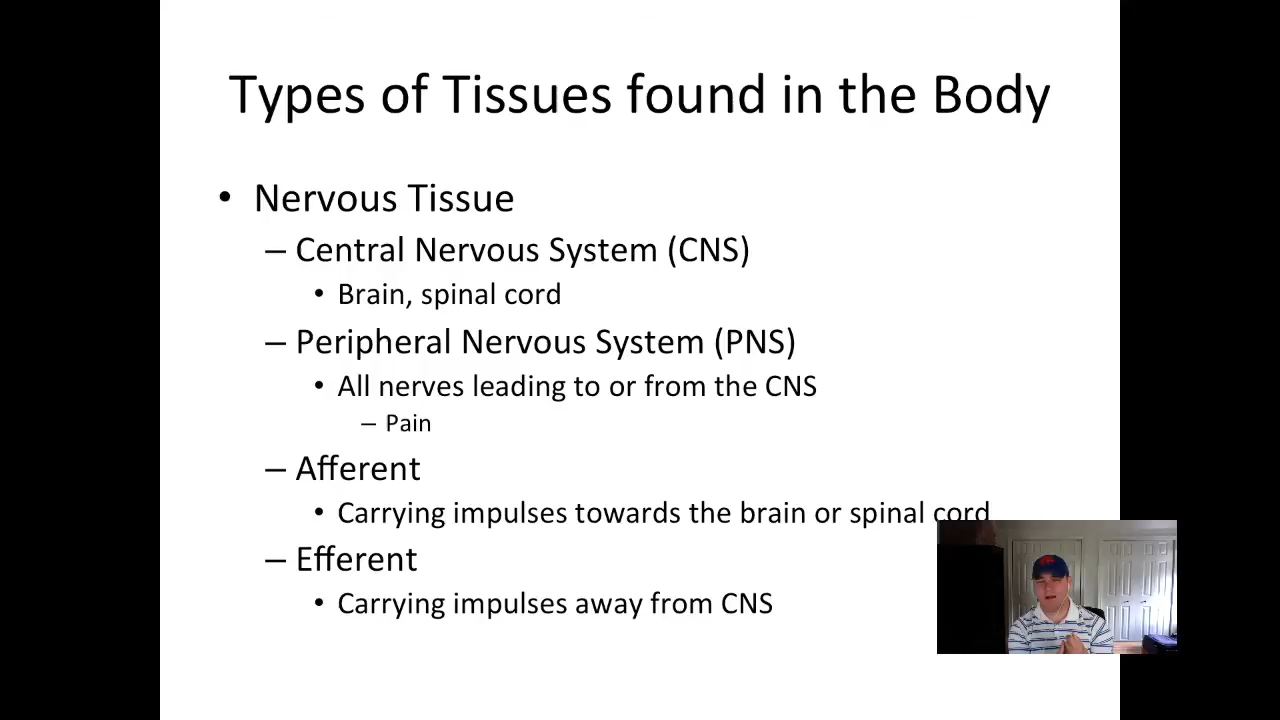 Types of Tissues found in the Body
• Nervous Tissue
– Central Nervous System (CNS)
• Brain, spinal cord
– Peripheral Nervous System (PNS)
• All nerves leading to or from the CNS
– Pain
– Afferent
• Carrying impulses towards the brain or spinal cord
– Efferent
• Carrying impulses away from CNS